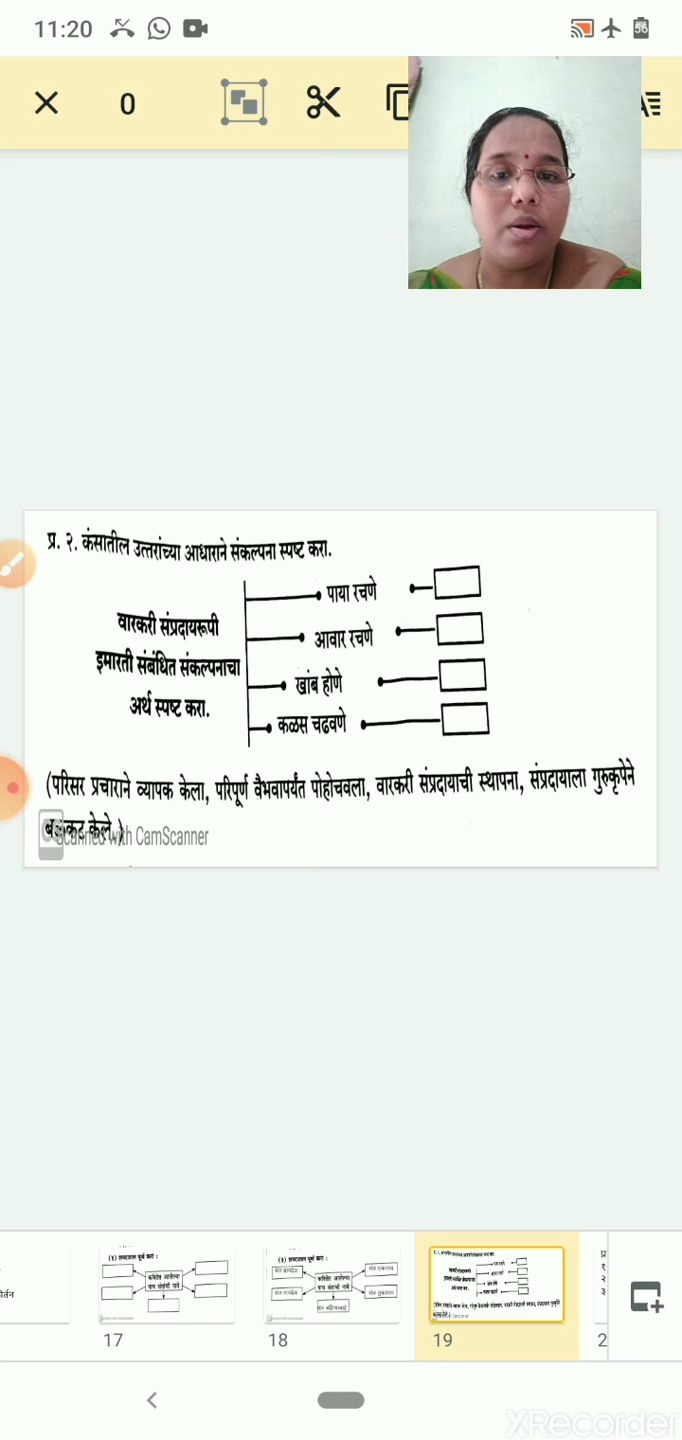 11:20
56
0
प्र. २. कंसातील उत्तरांच्या आधाराने संकल्पना स्पष्ट करा.
वारकरी संप्रदायरूपी
इमारती संबंधित संकल्पनाचा
अर्थ स्पष्ट करा.
पाया रचणे
आवार रचणे
खांब होणे
कळस चढवणे
(परिसर प्रचाराने व्यापक केला, परिपूर्ण वैभवापर्यंत पोहोचवला, वारकरी संप्रदायाची स्थापना, संप्रदायाला गुरुकृपेने
बळकट केले.)
Scanned with CamScanner
17
18
19
2
XRecorder